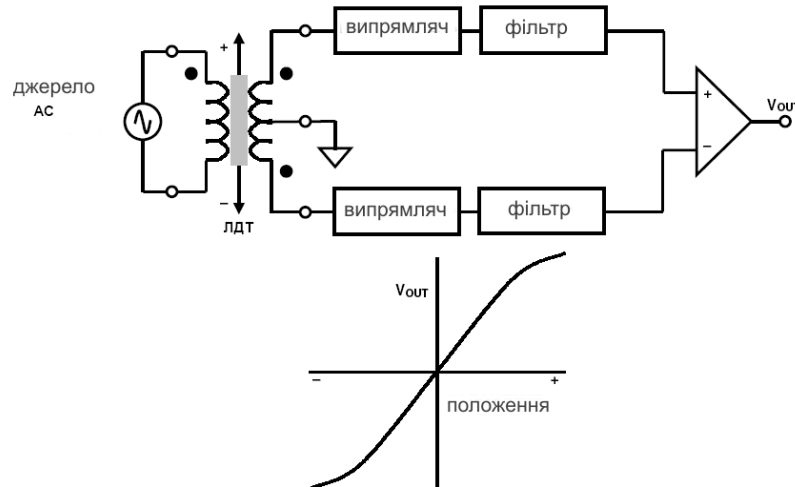 випрямляч
фільтр
джерело
AC
+
−
ЛДТ
+
−
VOUT
випрямляч
фільтр
VOUT
−
+
положення